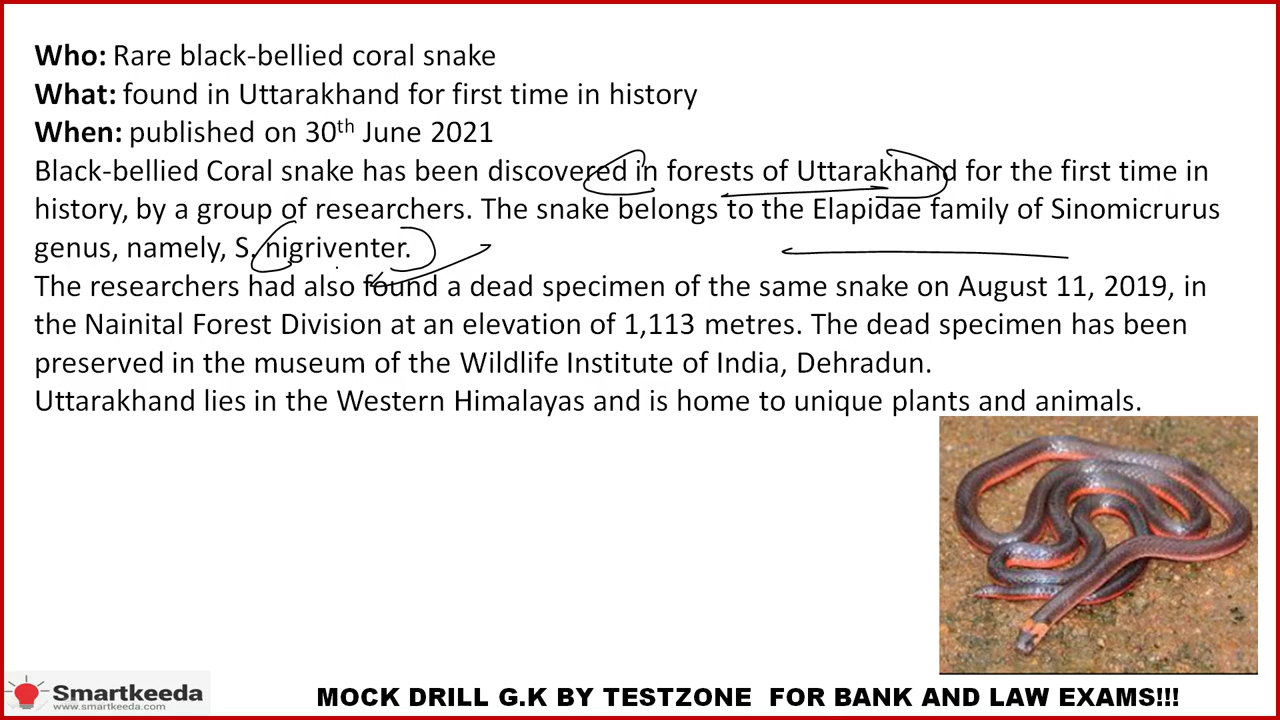 Who: Rare black-bellied coral snake
What: found in Uttarakhand for first time in history
When: published on 30th June 2021
Black-bellied Coral snake has been discovered in forests of Uttarakhand for the first time in
history, by a group of researchers. The snake belongs to the Elapidae family of Sinomicrurus
genus, namely, S. nigriventer.
The researchers had also found a dead specimen of the same snake on August 11, 2019, in
the Nainital Forest Division at an elevation of 1,113 metres. The dead specimen has been
preserved in the museum of the Wildlife Institute of India, Dehradun.
Uttarakhand lies in the Western Himalayas and is home to unique plants and animals.
Smartkeeda
www.smartkeeda.com
MOCK DRILL G.K BY TESTZONE FOR BANK AND LAW EXAMS!!!